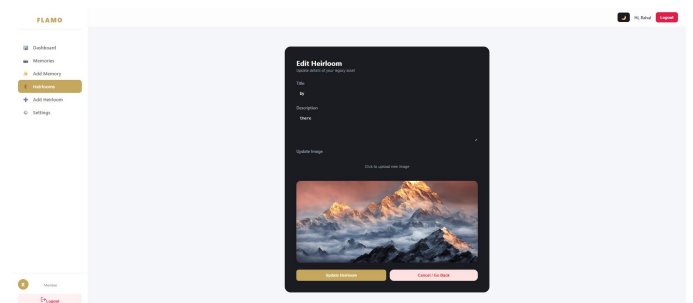 FLAMO
Hi, Rahul
Logout
Dashboard
Memories
Add Memory
Heirlooms
Add Heirloom
Settings
Edit Heirloom
Update details of your legacy asset
Title
by
Description
there
Update Image
Click to upload new image
Update Heirloom
Cancel / Go Back
Member
Logout